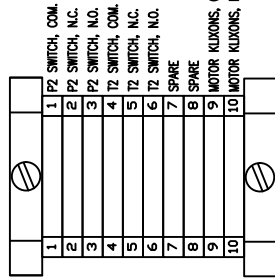 1 1 P2 SWITCH, COM.
2 2 P2 SWITCH, N.C.
3 3 P2 SWITCH, N.O.
4 4 T2 SWITCH, COM.
5 5 T2 SWITCH, N.C.
6 6 T2 SWITCH, N.O.
7 7 SPARE
8 8 SPARE
9 9 MOTOR KLIXONS,
10 10 MOTOR KLIXONS,